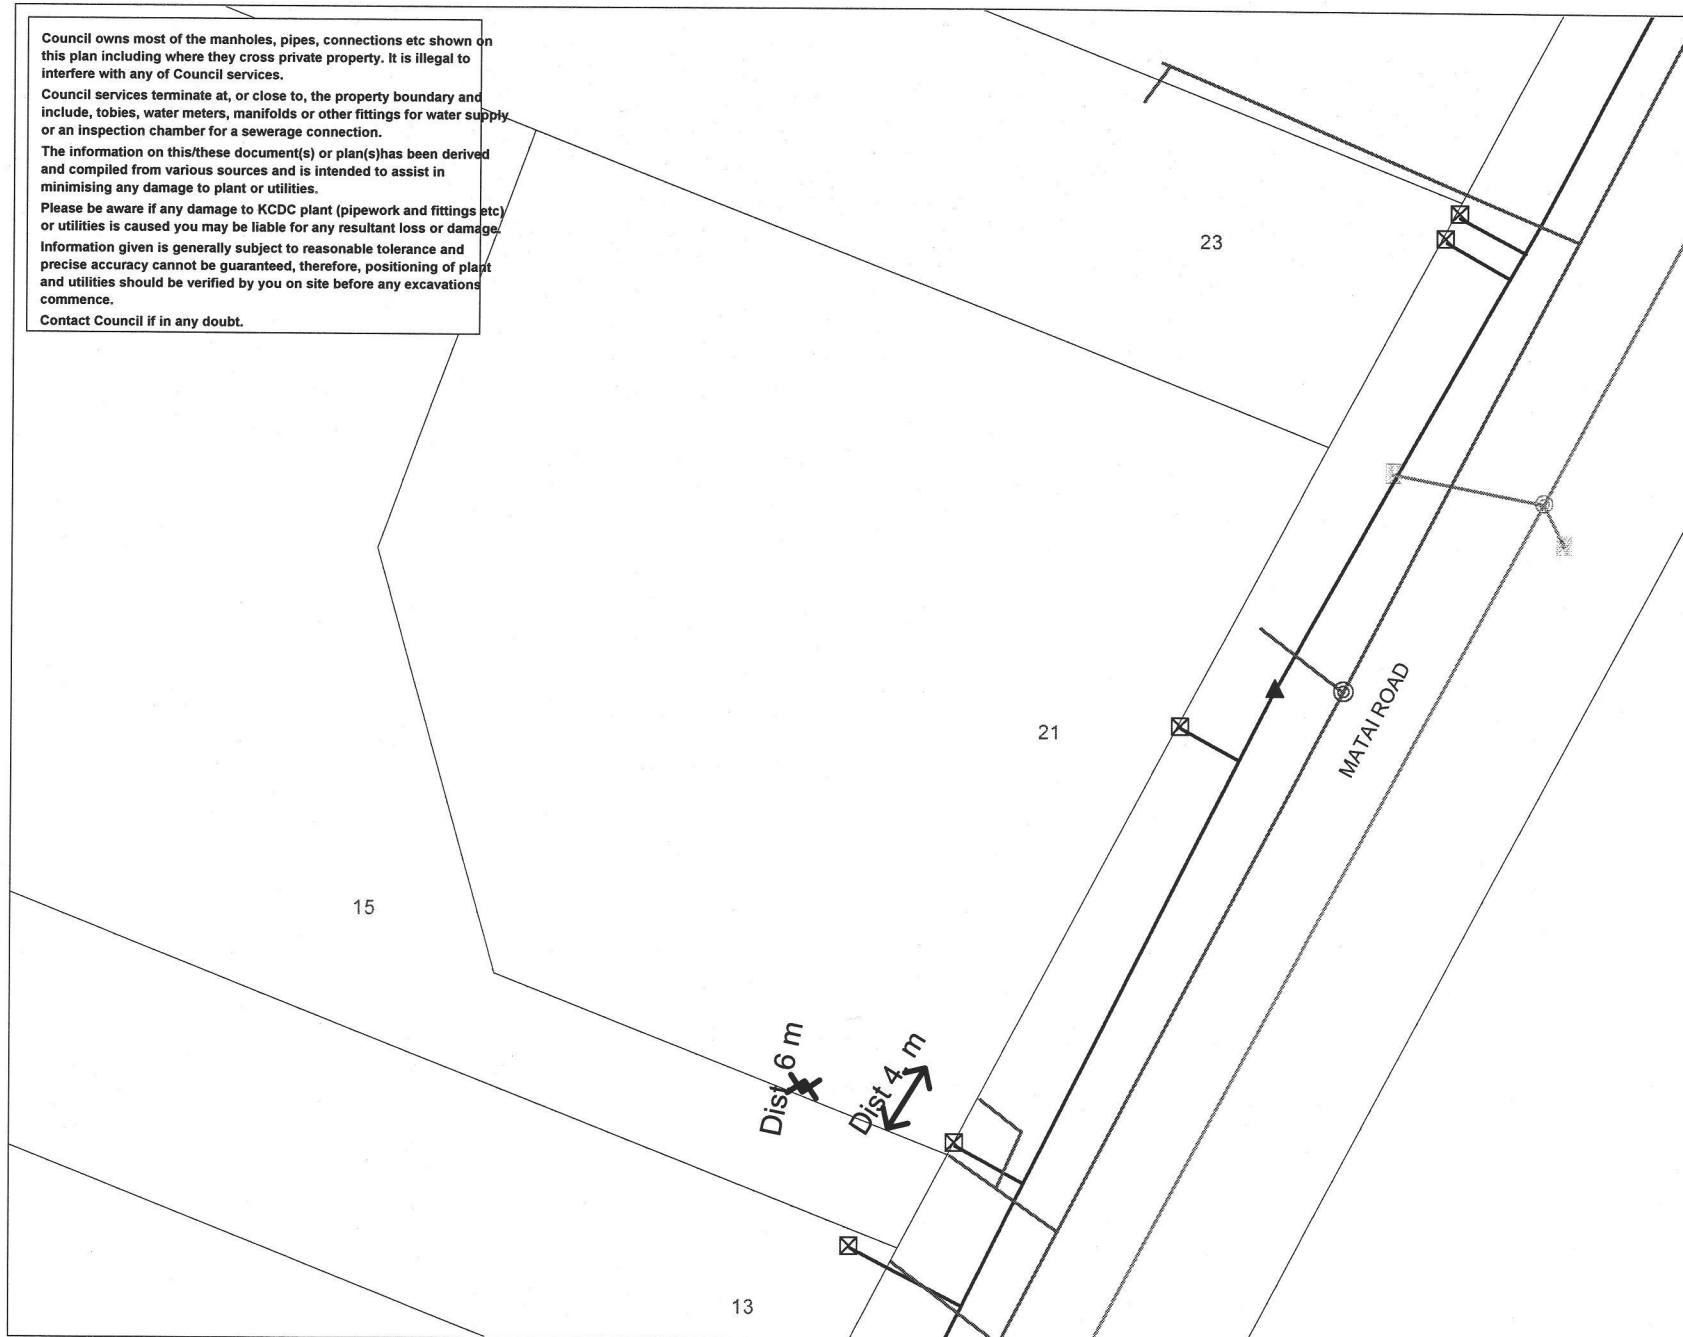 Council owns most of the manholes, pipes, connections etc shown on
this plan including where they cross private property. It is illegal to
interfere with any of Council services.
Council services terminate at, or close to, the property boundary and
include, tobies, water meters, manifolds or other fittings for water supply
or an inspection chamber for a sewerage connection.
The information on this/these document(s) or plan(s)has been derived
and compiled from various sources and is intended to assist in
minimising any damage to plant or utilities.
Please be aware if any damage to KCDC plant (pipework and fittings etc)
or utilities is caused you may be liable for any resultant loss or damage.
Information given is generally subject to reasonable tolerance and
precise accuracy cannot be guaranteed, therefore, positioning of plant
and utilities should be verified by you on site before any excavations
commence.
Contact Council if in any doubt.
23
21
MATAI ROAD
15
Dist 6 m
Dist 4. m
13